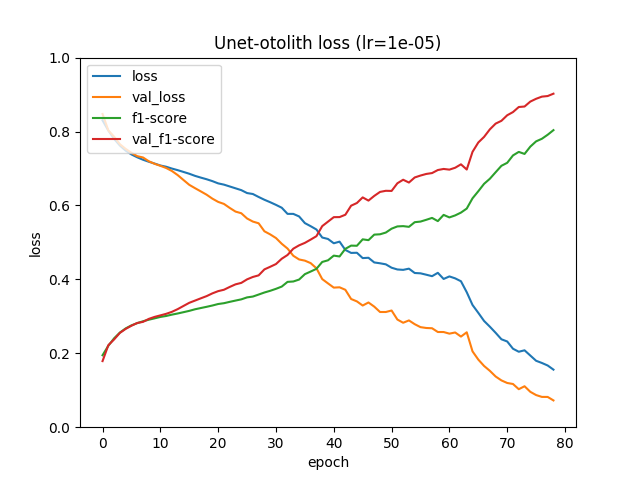 Unet-otolith loss (lr=1e-05)
loss
val_loss
f1-score
val_f1-score
1.0
0.8
0.6
0.4
0.2
0.0
loss
0 10 20 30 40 50 60 70 80
epoch